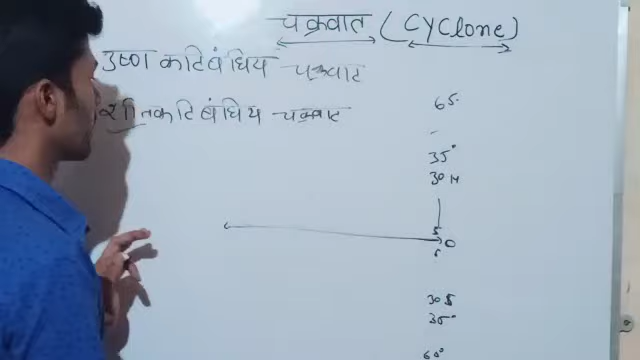 चक्रवात (Cyclone)
उष्ण कटिबंधिय चक्रवाट
शीतकटिबंधिय चक्रवाट
65°
35°
30 N
5
0
30 S
35°
60°